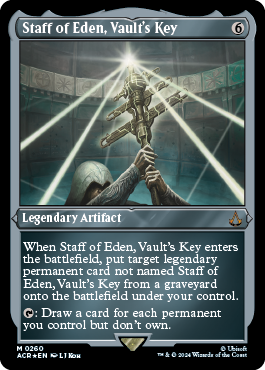 Staff of Eden, Vault's Key 6
Legendary Artifact
When Staff of Eden, Vault's Key enters
the battlefield, put target legendary
permanent card not named Staff of
Eden, Vault's Key from a graveyard
onto the battlefield under your control.
: Draw a card for each permanent
you control but don't own.
M 0260
© Ubisoft
ACR EN LIKOH
™ & © 2024 Wizards of the Coast